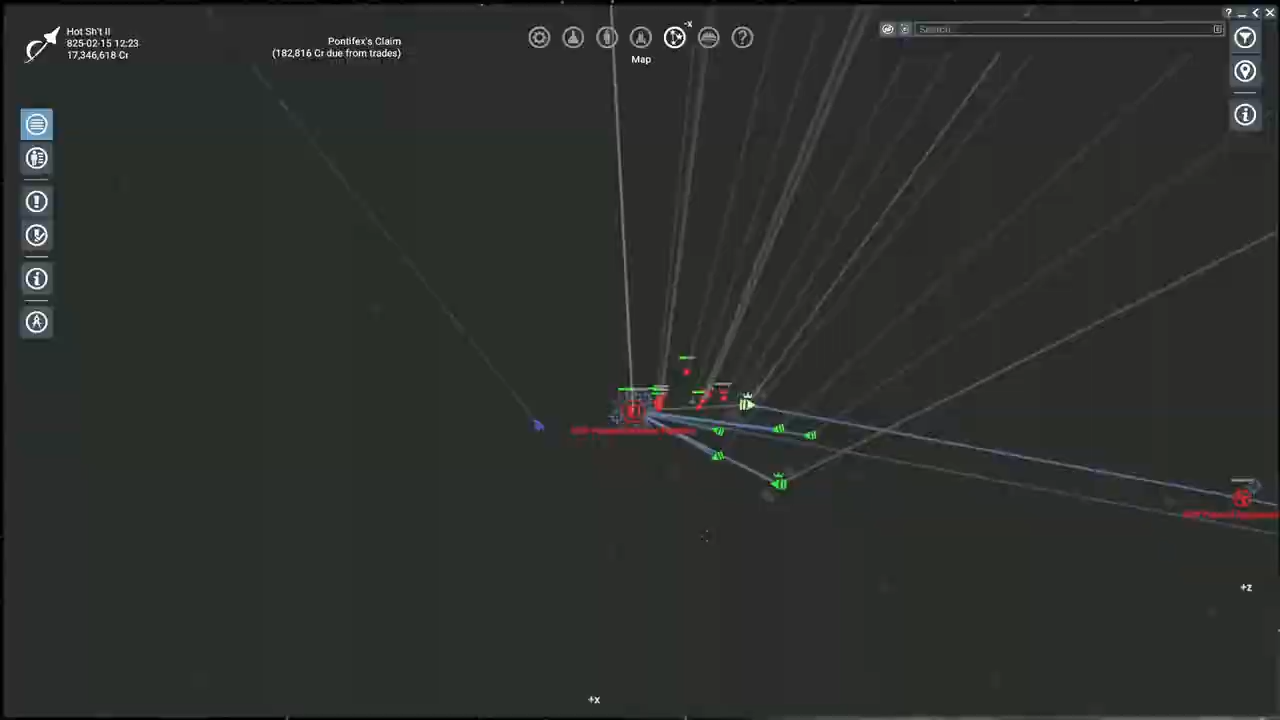 Hot Sh't II
825-02-15 12:23
17,346,618 Cr
Pontifex's Claim
(182,816 Cr due from trades)
-x
Map
Search...
?
+z
+x